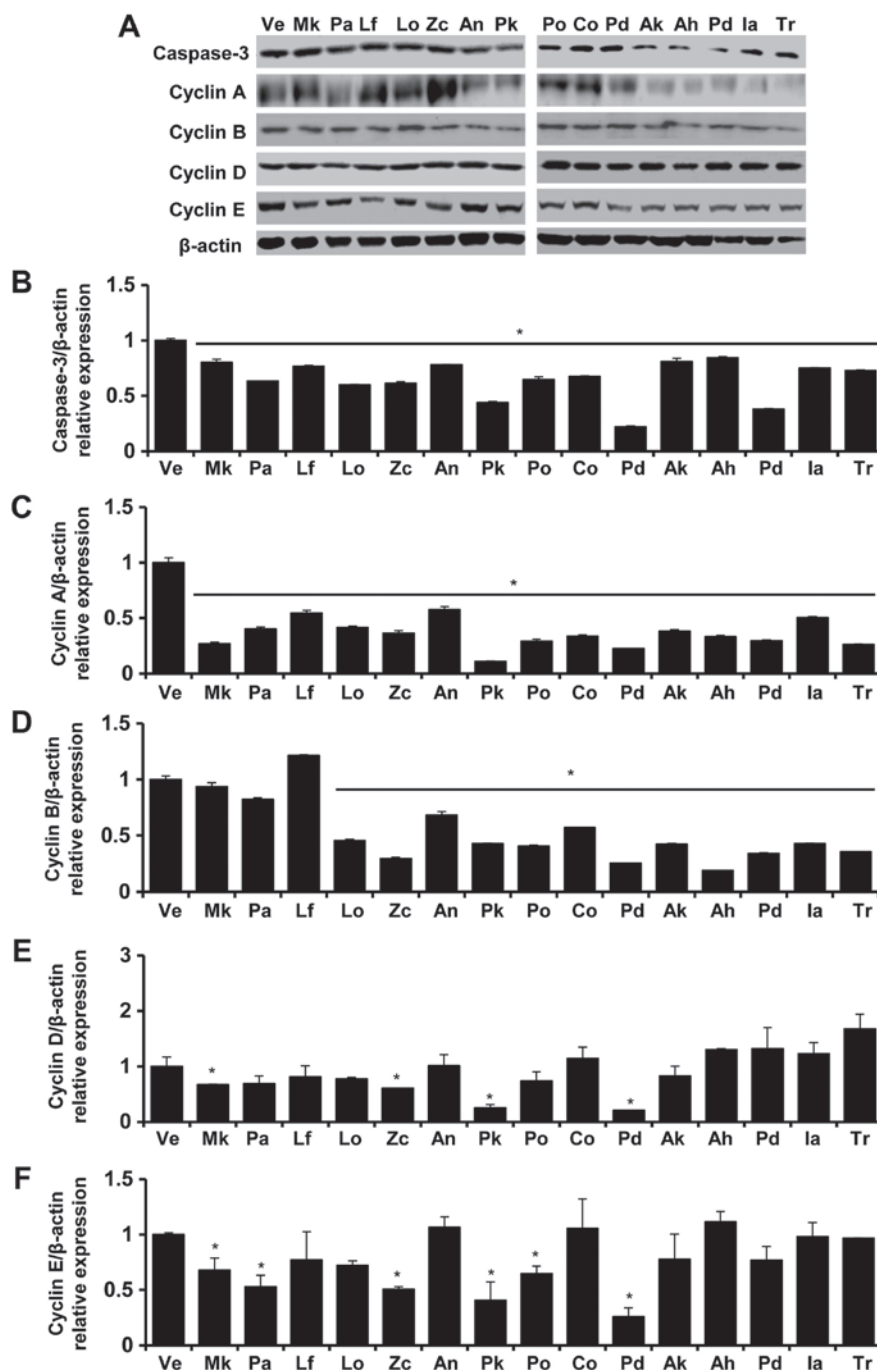 A
Ve Mk Pa Lf Lo Zc An Pk Po Co Pd Ak Ah Pd Ia Tr
Caspase-3
Cyclin A
Cyclin B
Cyclin D
Cyclin E
β-actin
B
Caspase-3/β-actin
relative expression
1.5
1
0.5
0
*
Ve Mk Pa Lf Lo Zc An Pk Po Co Pd Ak Ah Pd Ia Tr
C
Cyclin A/β-actin
relative expression
1.5
1
0.5
0
*
Ve Mk Pa Lf Lo Zc An Pk Po Co Pd Ak Ah Pd Ia Tr
D
Cyclin B/β-actin
relative expression
1.5
1
0.5
0
*
Ve Mk Pa Lf Lo Zc An Pk Po Co Pd Ak Ah Pd Ia Tr
E
Cyclin D/β-actin
relative expression
3
2
1
0
* * * *
Ve Mk Pa Lf Lo Zc An Pk Po Co Pd Ak Ah Pd Ia Tr
F
Cyclin E/β-actin
relative expression
1.5
1
0.5
0
* * * * * *
Ve Mk Pa Lf Lo Zc An Pk Po Co Pd Ak Ah Pd Ia Tr